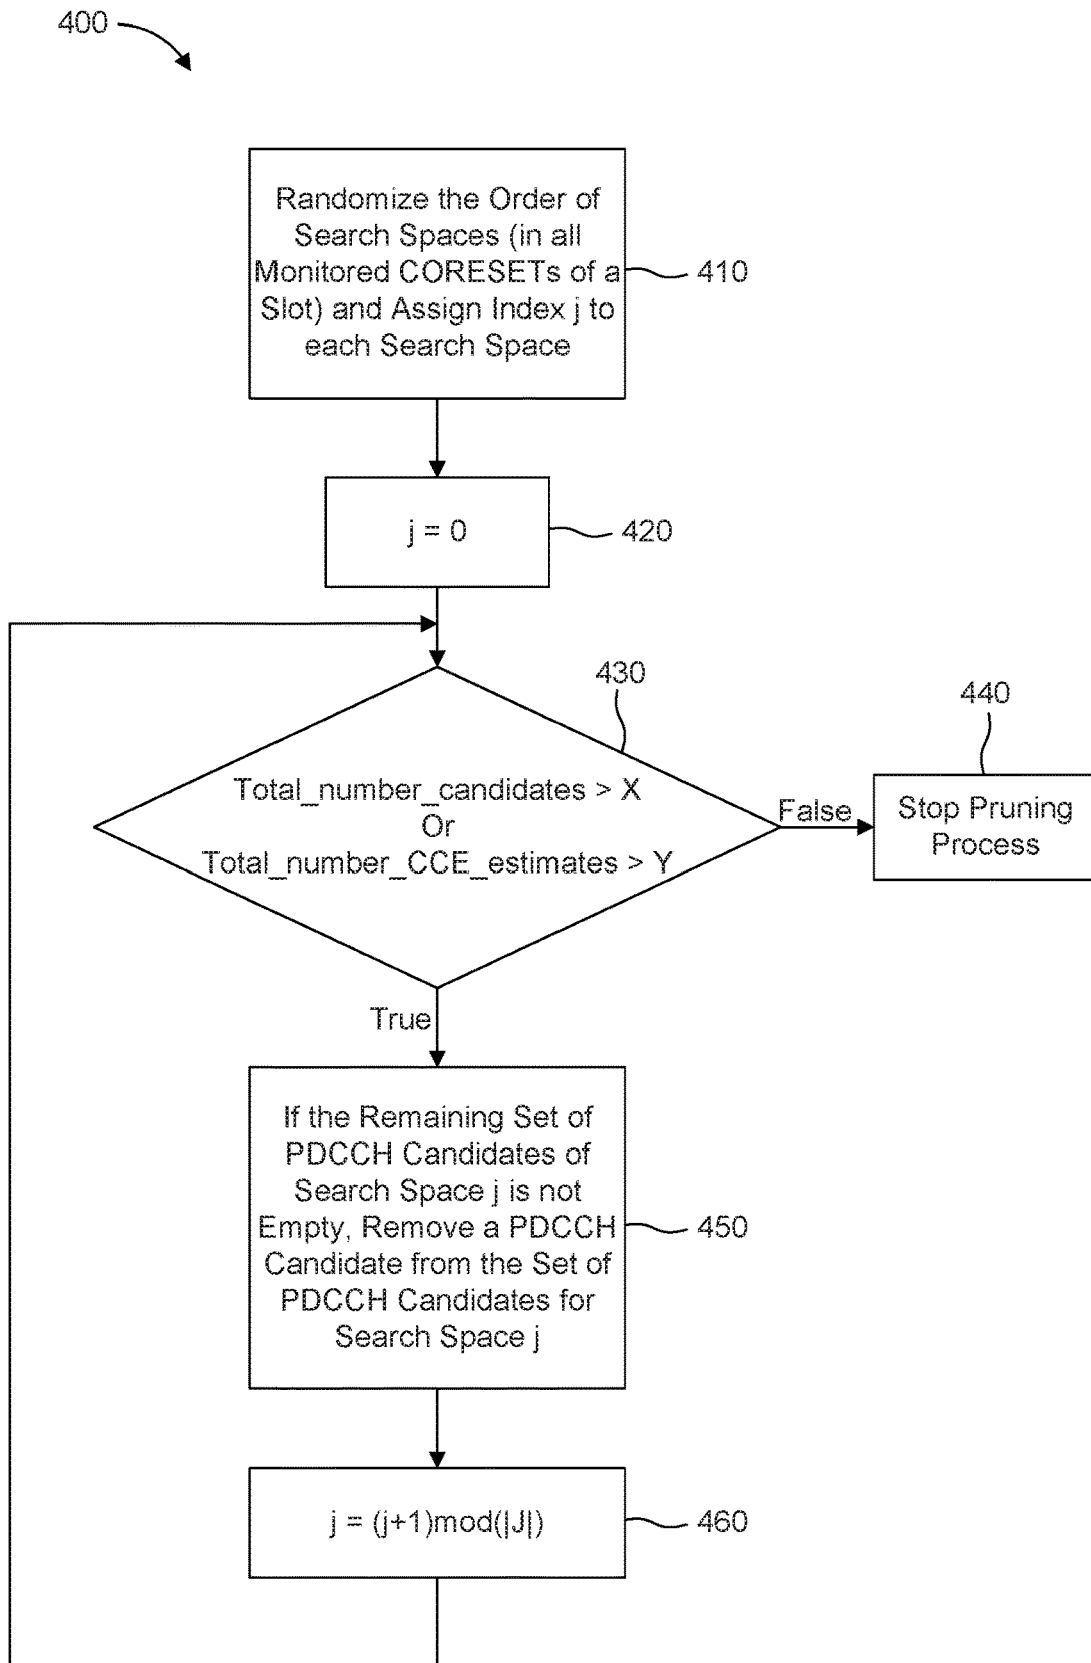 400
Randomize the Order of
Search Spaces (in all
Monitored CORESETs of a
Slot) and Assign Index j to
each Search Space
410
j = 0
420
430
440
Total_number_candidates > X
Or
Total_number_CCE_estimates > Y
False
Stop Pruning
Process
True
If the Remaining Set of
PDCCH Candidates of
Search Space j is not
Empty, Remove a PDCCH
Candidate from the Set of
PDCCH Candidates for
Search Space j
450
j = (j+1)mod(|J|)
460